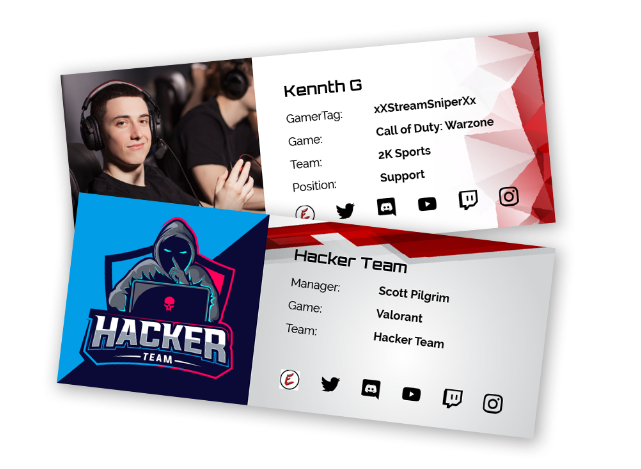 Kennth G
GamerTag: xXStreamSniperXx
Game: Call of Duty: Warzone
Team: 2K Sports
Position: Support
E
HACKER
TEAM
Hacker Team
Manager: Scott Pilgrim
Game: Valorant
Team: Hacker Team
E